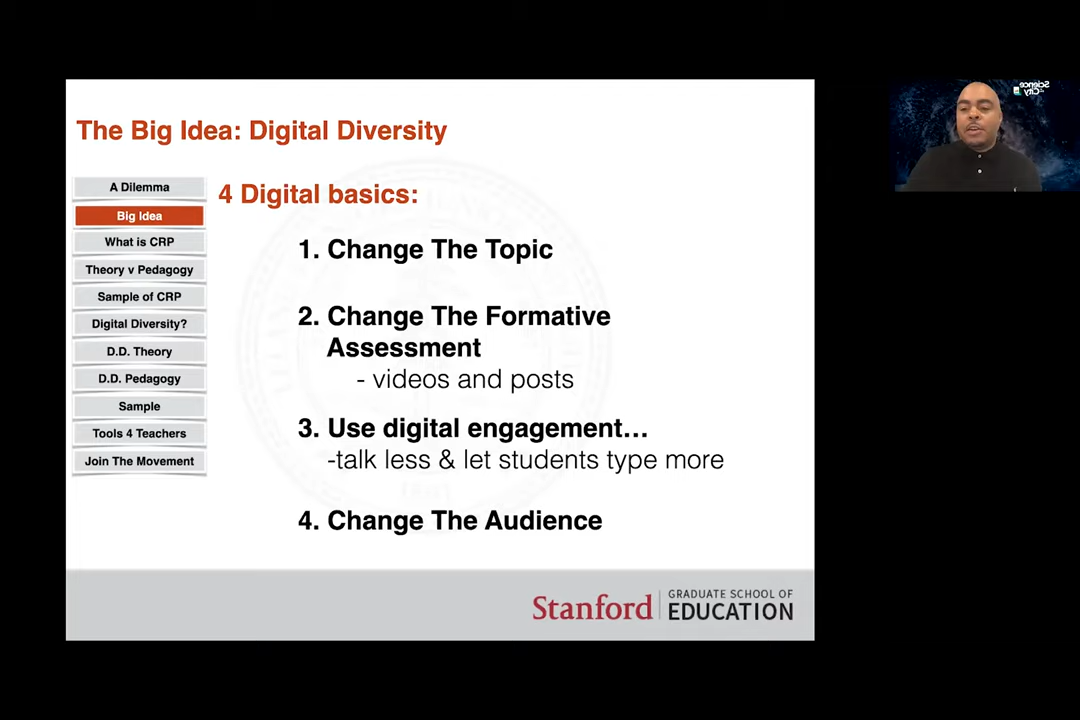 The Big Idea: Digital Diversity
A Dilemma
Big Idea
What is CRP
Theory v Pedagogy
Sample of CRP
Digital Diversity?
D.D. Theory
D.D. Pedagogy
Sample
Tools 4 Teachers
Join The Movement
4 Digital basics:
1. Change The Topic
2. Change The Formative
Assessment
- videos and posts
3. Use digital engagement…
-talk less & let students type more
4. Change The Audience
Stanford
GRADUATE SCHOOL OF
EDUCATION
Science
City